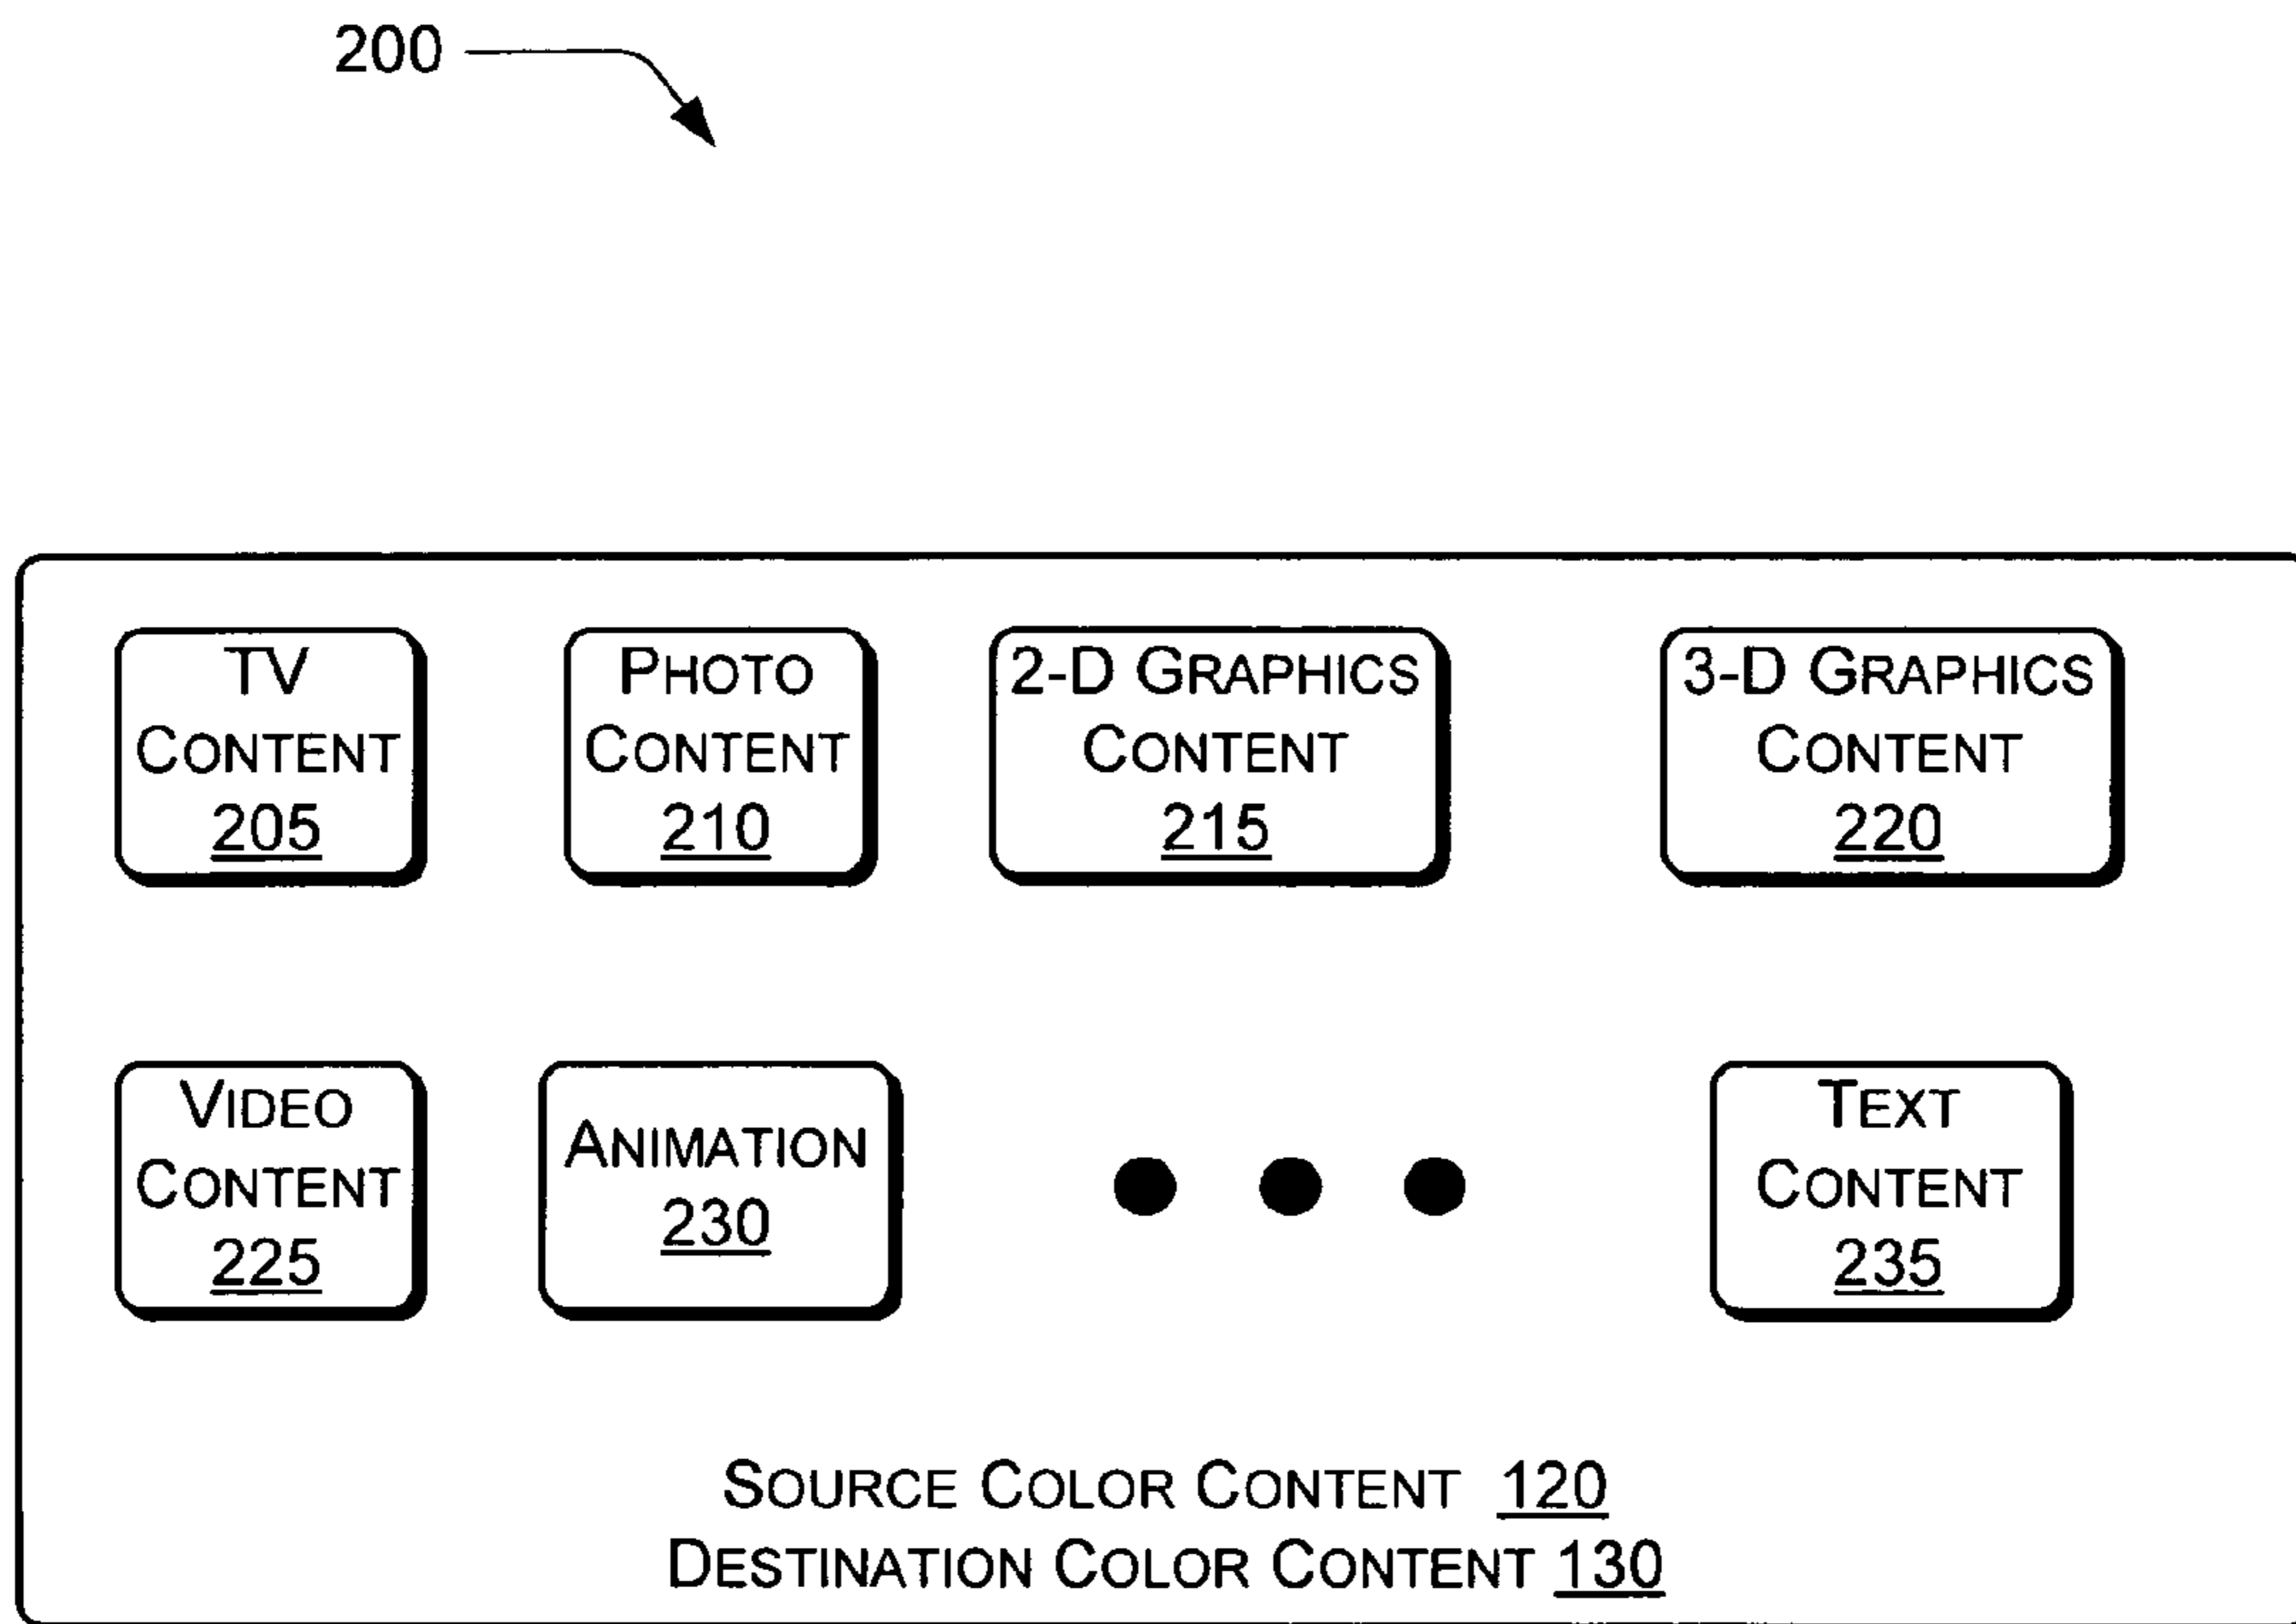 200
TV
CONTENT
205
PHOTO
CONTENT
210
2-D GRAPHICS
CONTENT
215
3-D GRAPHICS
CONTENT
220
VIDEO
CONTENT
225
ANIMATION
230
TEXT
CONTENT
235
SOURCE COLOR CONTENT 120
DESTINATION COLOR CONTENT 130